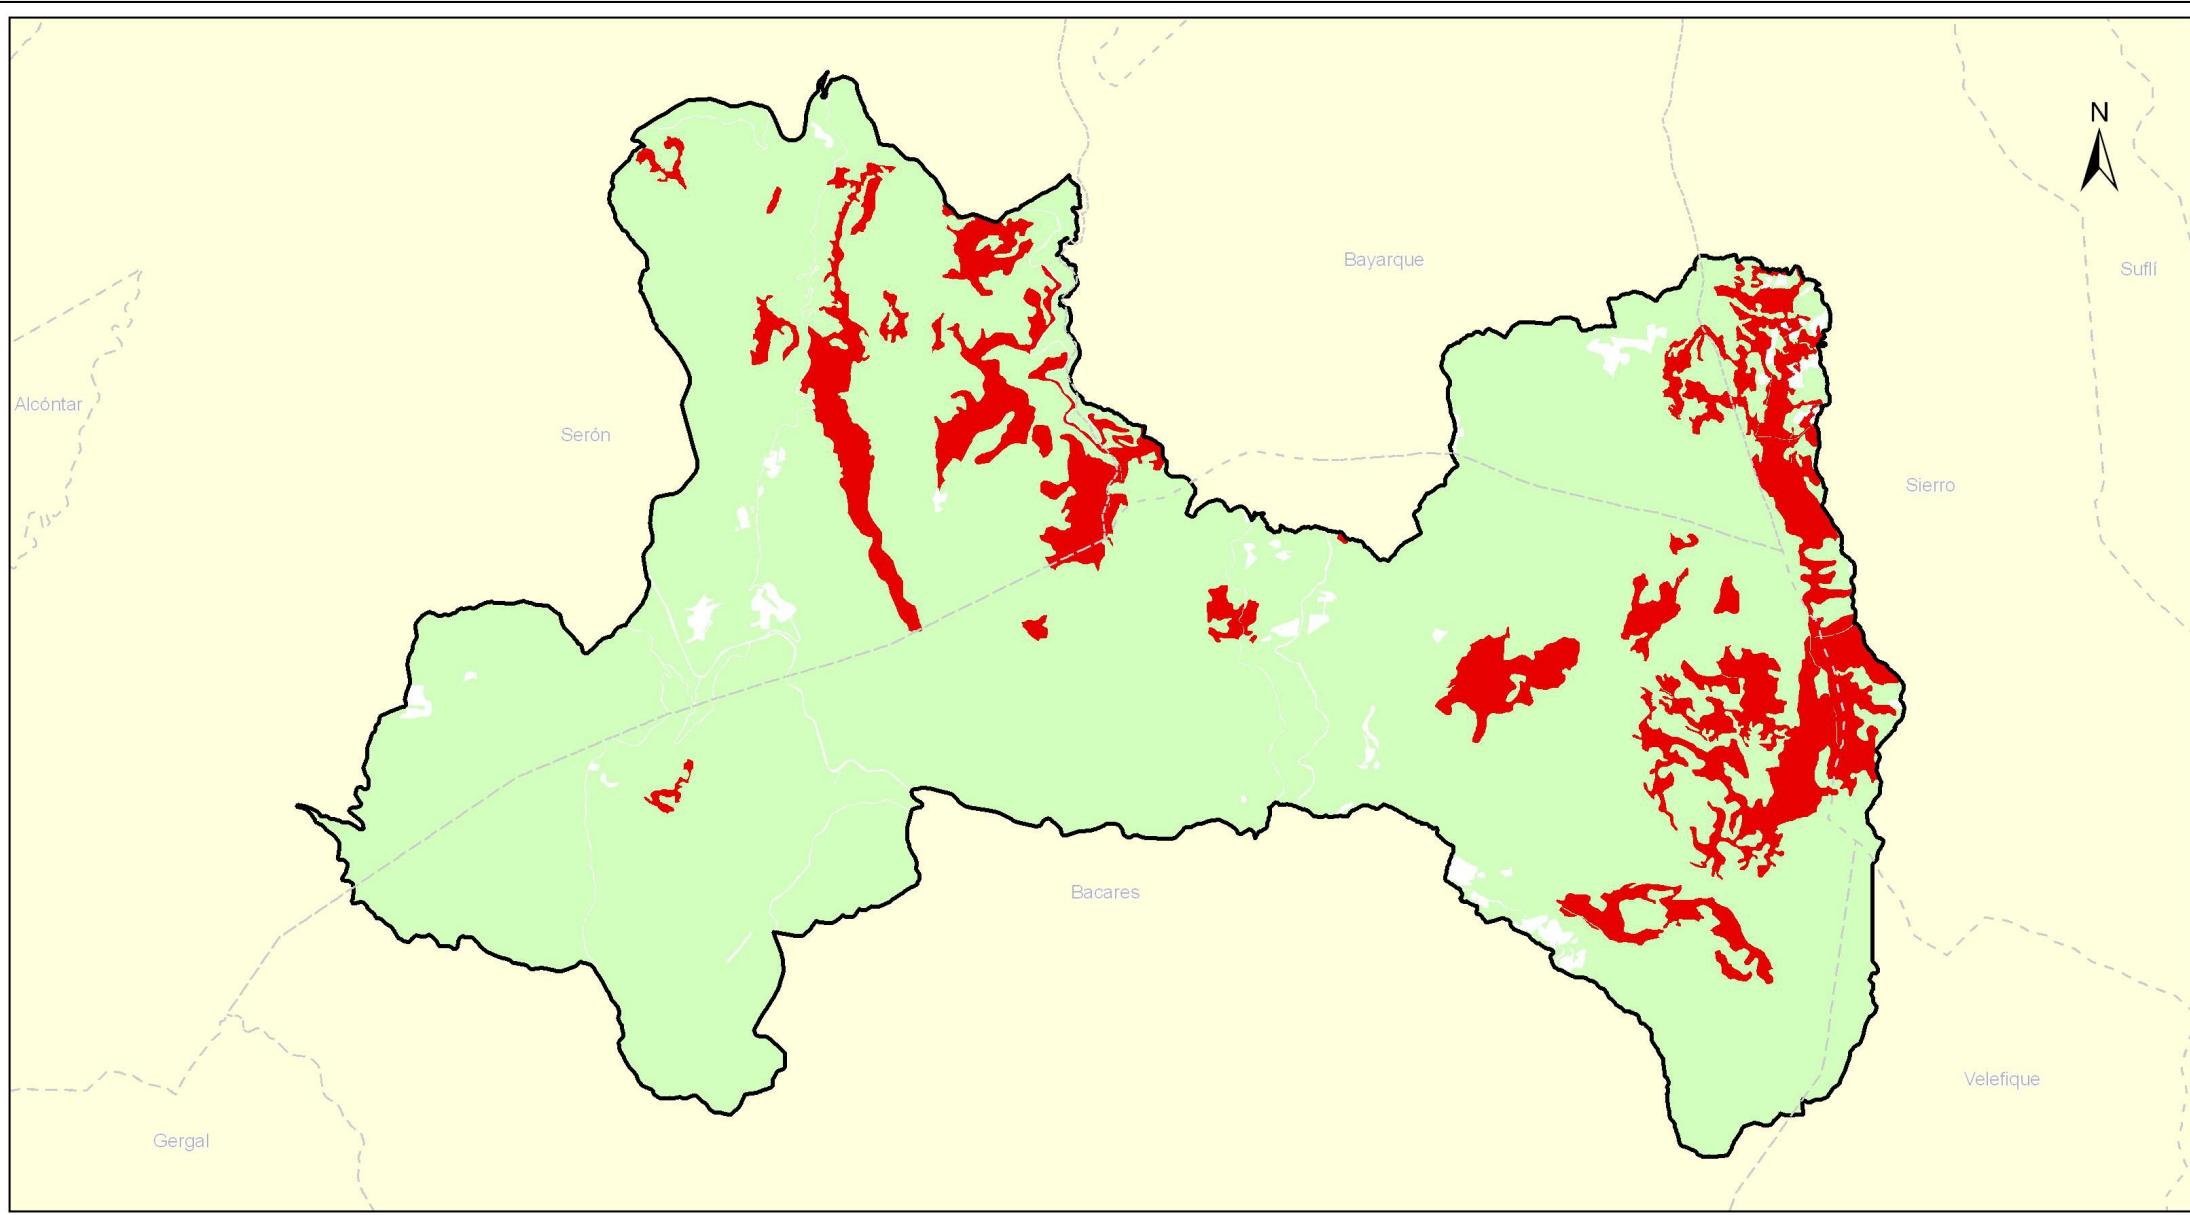 N
Bayarque
Suflí
Alcóntar
Serón
Sierro
Bacares
Velefique
Gergal